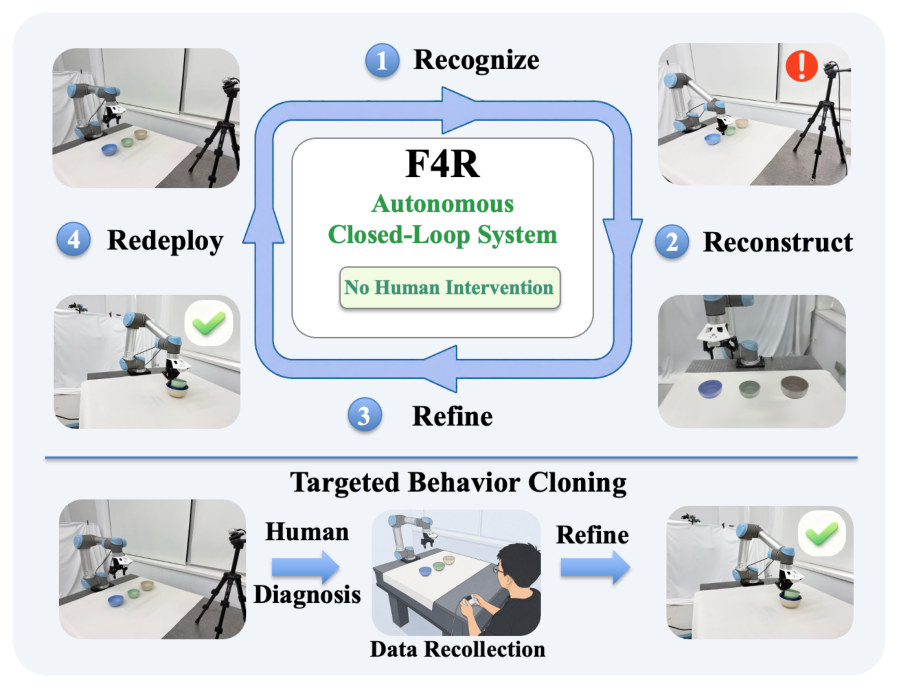 1 Recognize
F4R
Autonomous
Closed-Loop System
No Human Intervention
2 Reconstruct
3 Refine
4 Redeploy
Targeted Behavior Cloning
Human
Diagnosis
Data Recollection
Refine